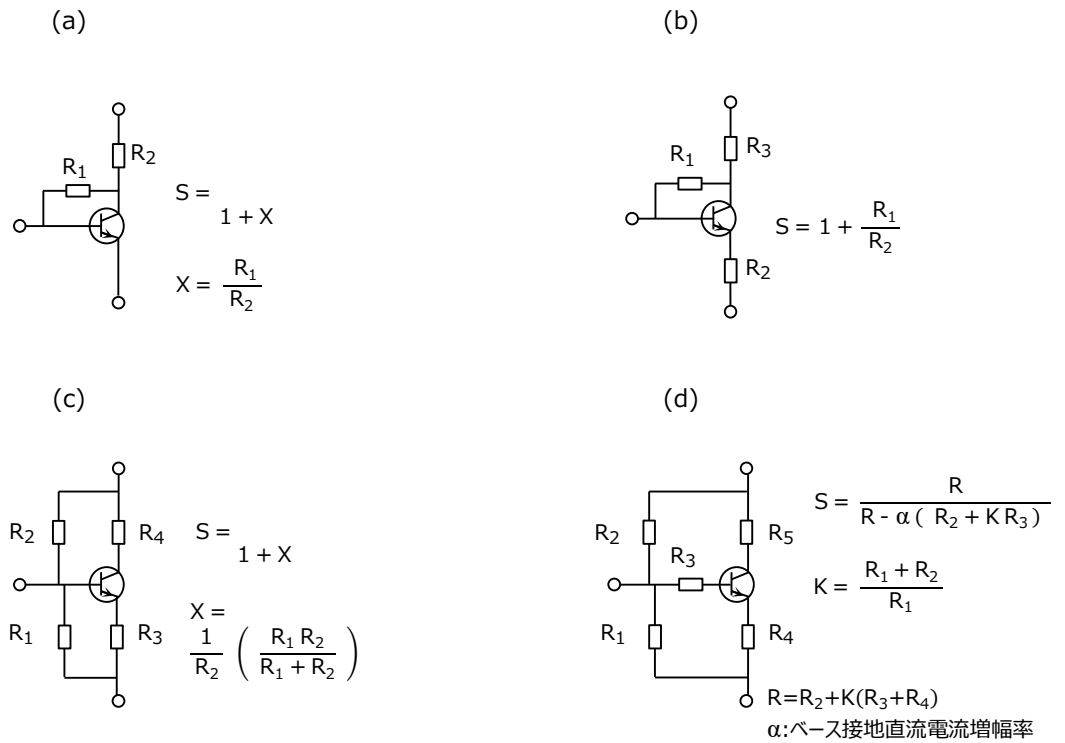 (a)
R₁
R₂
S =
1 + X
X = R₁ / R₂
(b)
R₁
R₃
R₂
S = 1 + R₁ / R₂
(c)
R₂
R₄
R₁
R₃
S =
1 + X
X =
1 / R₂ ( R₁ R₂ / R₁ + R₂ )
(d)
R₂
R₅
R₃
R₁
R₄
S = R / R - α ( R₂ + K R₃ )
K = R₁ + R₂ / R₁
R=R₂+K(R₃+R₄)
α:ベース接地直流電流増幅率